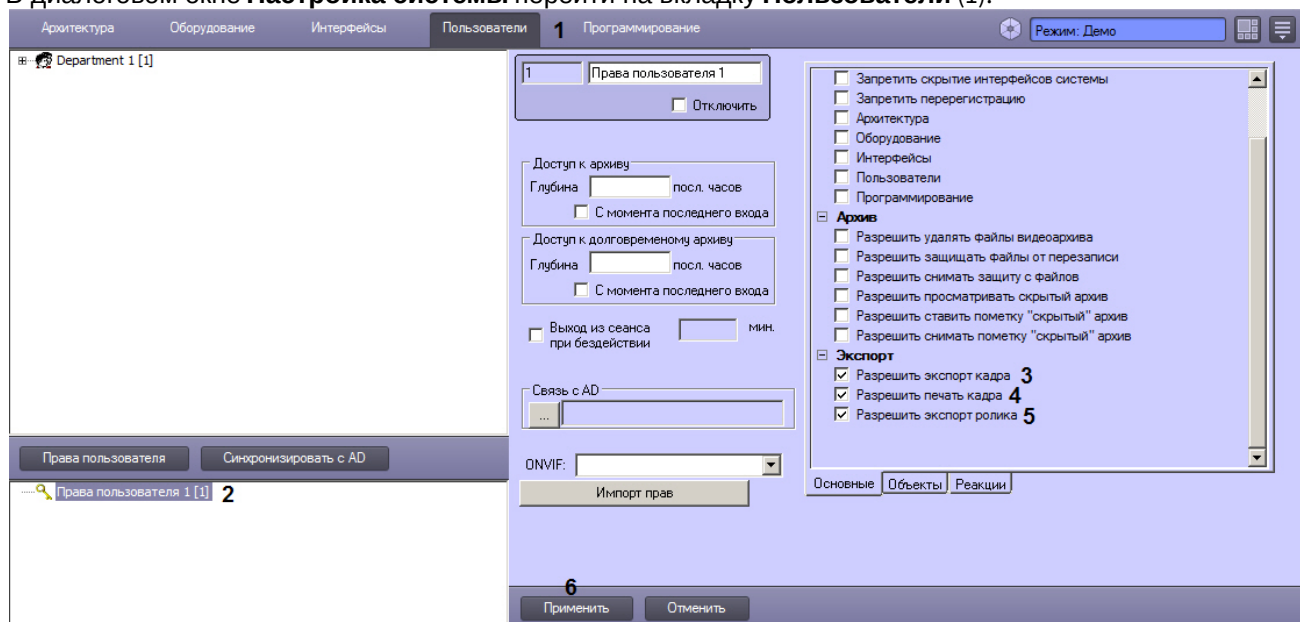 В диалоговом окне Настройка системы перейти на вкладку Пользователи (1).
Архитектура Оборудование Интерфейсы Пользователи 1 Программирование Режим: Демо
Department 1 [1]
1 Права пользователя 1
Отключить
Доступ к архиву
Глубина посл. часов
С момента последнего входа
Доступ к долговременому архиву
Глубина посл. часов
С момента последнего входа
Выход из сеанса мин.
при бездействии
Связь с AD
...
ONVIF:
Импорт прав
Запретить скрытие интерфейсов системы
Запретить перерегистрацию
Архитектура
Оборудование
Интерфейсы
Пользователи
Программирование
Архив
Разрешить удалять файлы видеоархива
Разрешить защищать файлы от перезаписи
Разрешить снимать защиту с файлов
Разрешить просматривать скрытый архив
Разрешить ставить пометку "скрытый" архив
Разрешить снимать пометку "скрытый" архив
Экспорт
Разрешить экспорт кадра 3
Разрешить печать кадра 4
Разрешить экспорт ролика 5
Основные Объекты Реакции
Права пользователя Синхронизировать с AD
Права пользователя 1 [1] 2
6
Применить Отменить